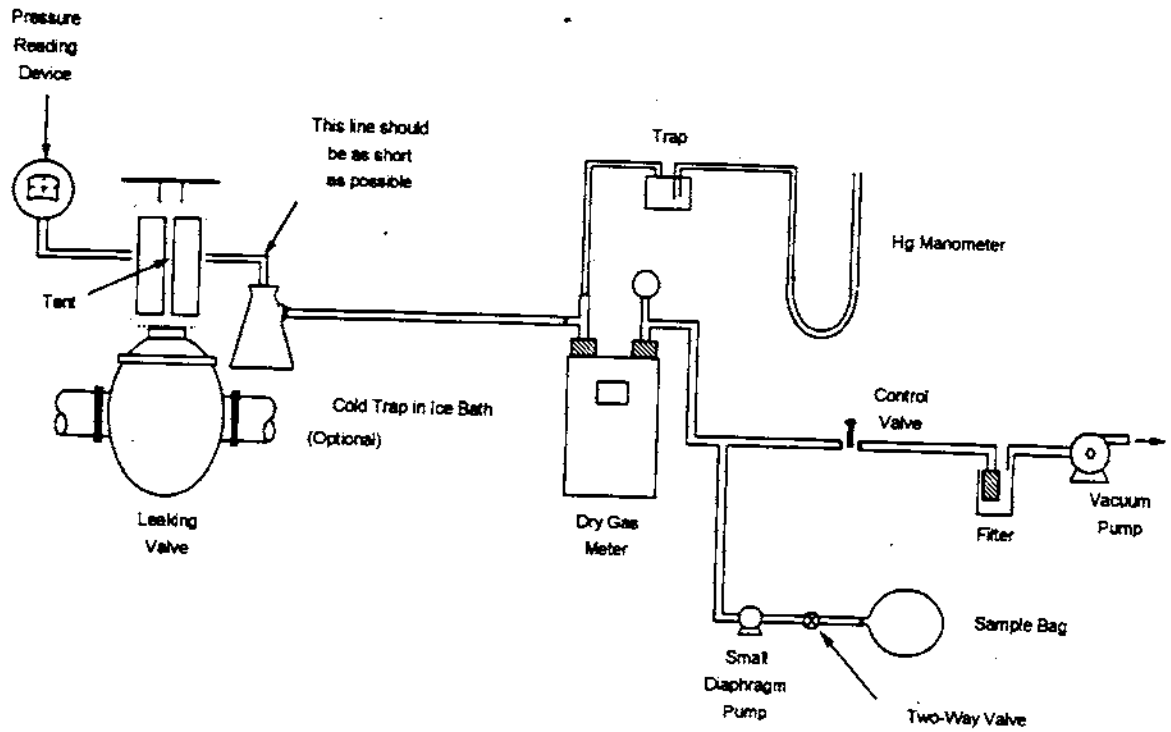 Pressure
Reading
Device
This line should
be as short
as possible
Trap
Hg Manometer
Tent
Control
Valve
Cold Trap in Ice Bath
(Optional)
Leaking
Valve
Dry Gas
Meter
Filter
Vacuum
Pump
Sample Bag
Small
Diaphragm
Pump
Two-Way Valve